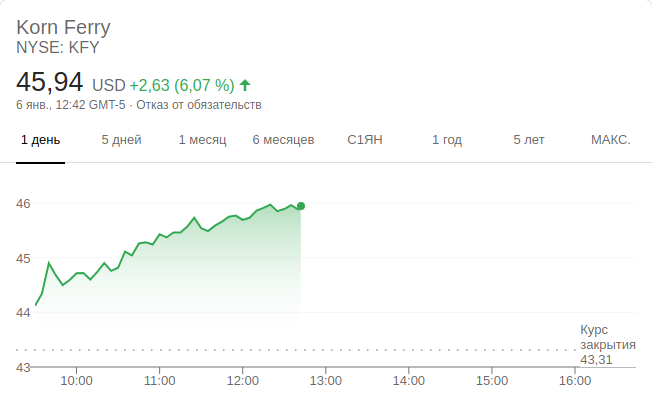 Korn Ferry
NYSE: KFY
45,94 USD +2,63 (6,07 %)
6 янв., 12:42 GMT-5 · Отказ от обязательств
1 день 5 дней 1 месяц 6 месяцев С1ЯН 1 год 5 лет МАКС.
46
45
44
Курс
закрытия
43,31
43
10:00 11:00 12:00 13:00 14:00 15:00 16:00